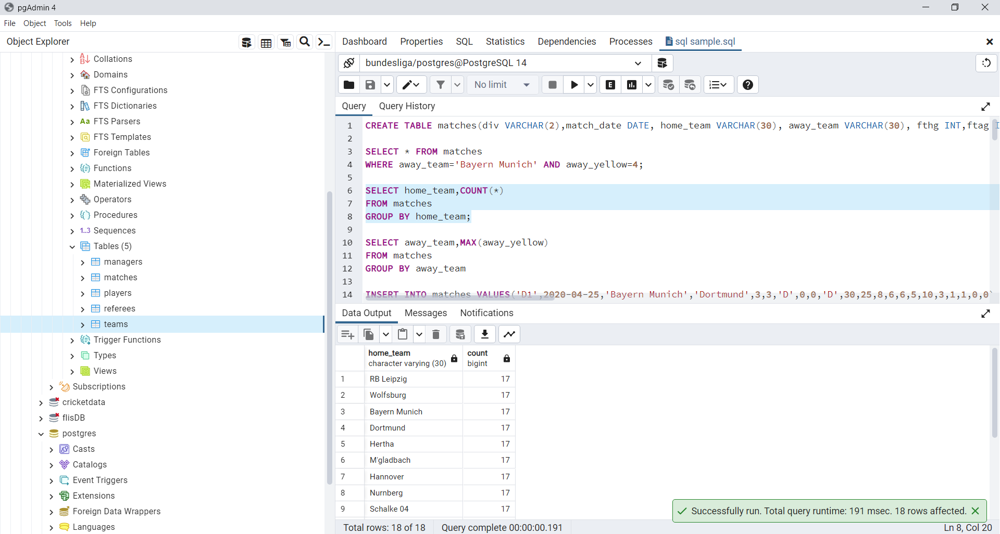 pgAdmin 4
File Object Tools Help
Object Explorer
Dashboard Properties SQL Statistics Dependencies Processes sql sample.sql
Collations
Domains
FTS Configurations
FTS Dictionaries
Aa FTS Parsers
FTS Templates
Foreign Tables
Functions
Materialized Views
Operators
Procedures
1..3 Sequences
Tables (5)
managers
matches
players
referees
teams
Trigger Functions
Types
Views
Subscriptions
cricketdata
flisDB
postgres
Casts
Catalogs
Event Triggers
Extensions
Foreign Data Wrappers
Languages
bundesliga/postgres@PostgreSQL 14
No limit
E
Query Query History
1 CREATE TABLE matches(div VARCHAR(2),match_date DATE, home_team VARCHAR(30), away_team VARCHAR(30), fthg INT,ftag I
2
3 SELECT * FROM matches
4 WHERE away_team='Bayern Munich' AND away_yellow=4;
5
6 SELECT home_team,COUNT(*)
7 FROM matches
8 GROUP BY home_team;
9
10 SELECT away_team,MAX(away_yellow)
11 FROM matches
12 GROUP BY away_team
13
14 INSERT INTO matches VALUES('D1',2020-04-25,'Bayern Munich','Dortmund',3,3,'D',0,0,'D',30,25,8,6,6,5,10,3,1,1,0,0
Data Output Messages Notifications
home_team count
character varying (30) bigint
1 RB Leipzig 17
2 Wolfsburg 17
3 Bayern Munich 17
4 Dortmund 17
5 Hertha 17
6 M'gladbach 17
7 Hannover 17
8 Nurnberg 17
9 Schalke 04 17
Successfully run. Total query runtime: 191 msec. 18 rows affected.
Total rows: 18 of 18 Query complete 00:00:00.191 Ln 8, Col 20